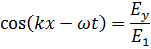 cos(kx − ωt) = E_y / E_1